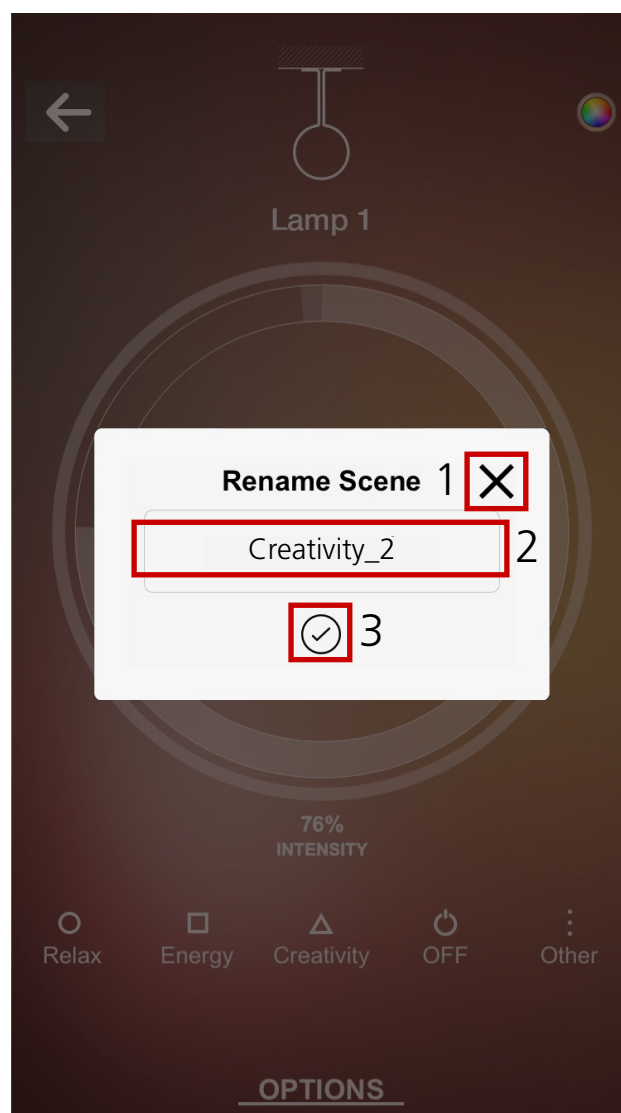 Lamp 1
Rename Scene 1
Creativity_2 2
3
76%
INTENSITY
Relax Energy Creativity OFF Other
OPTIONS